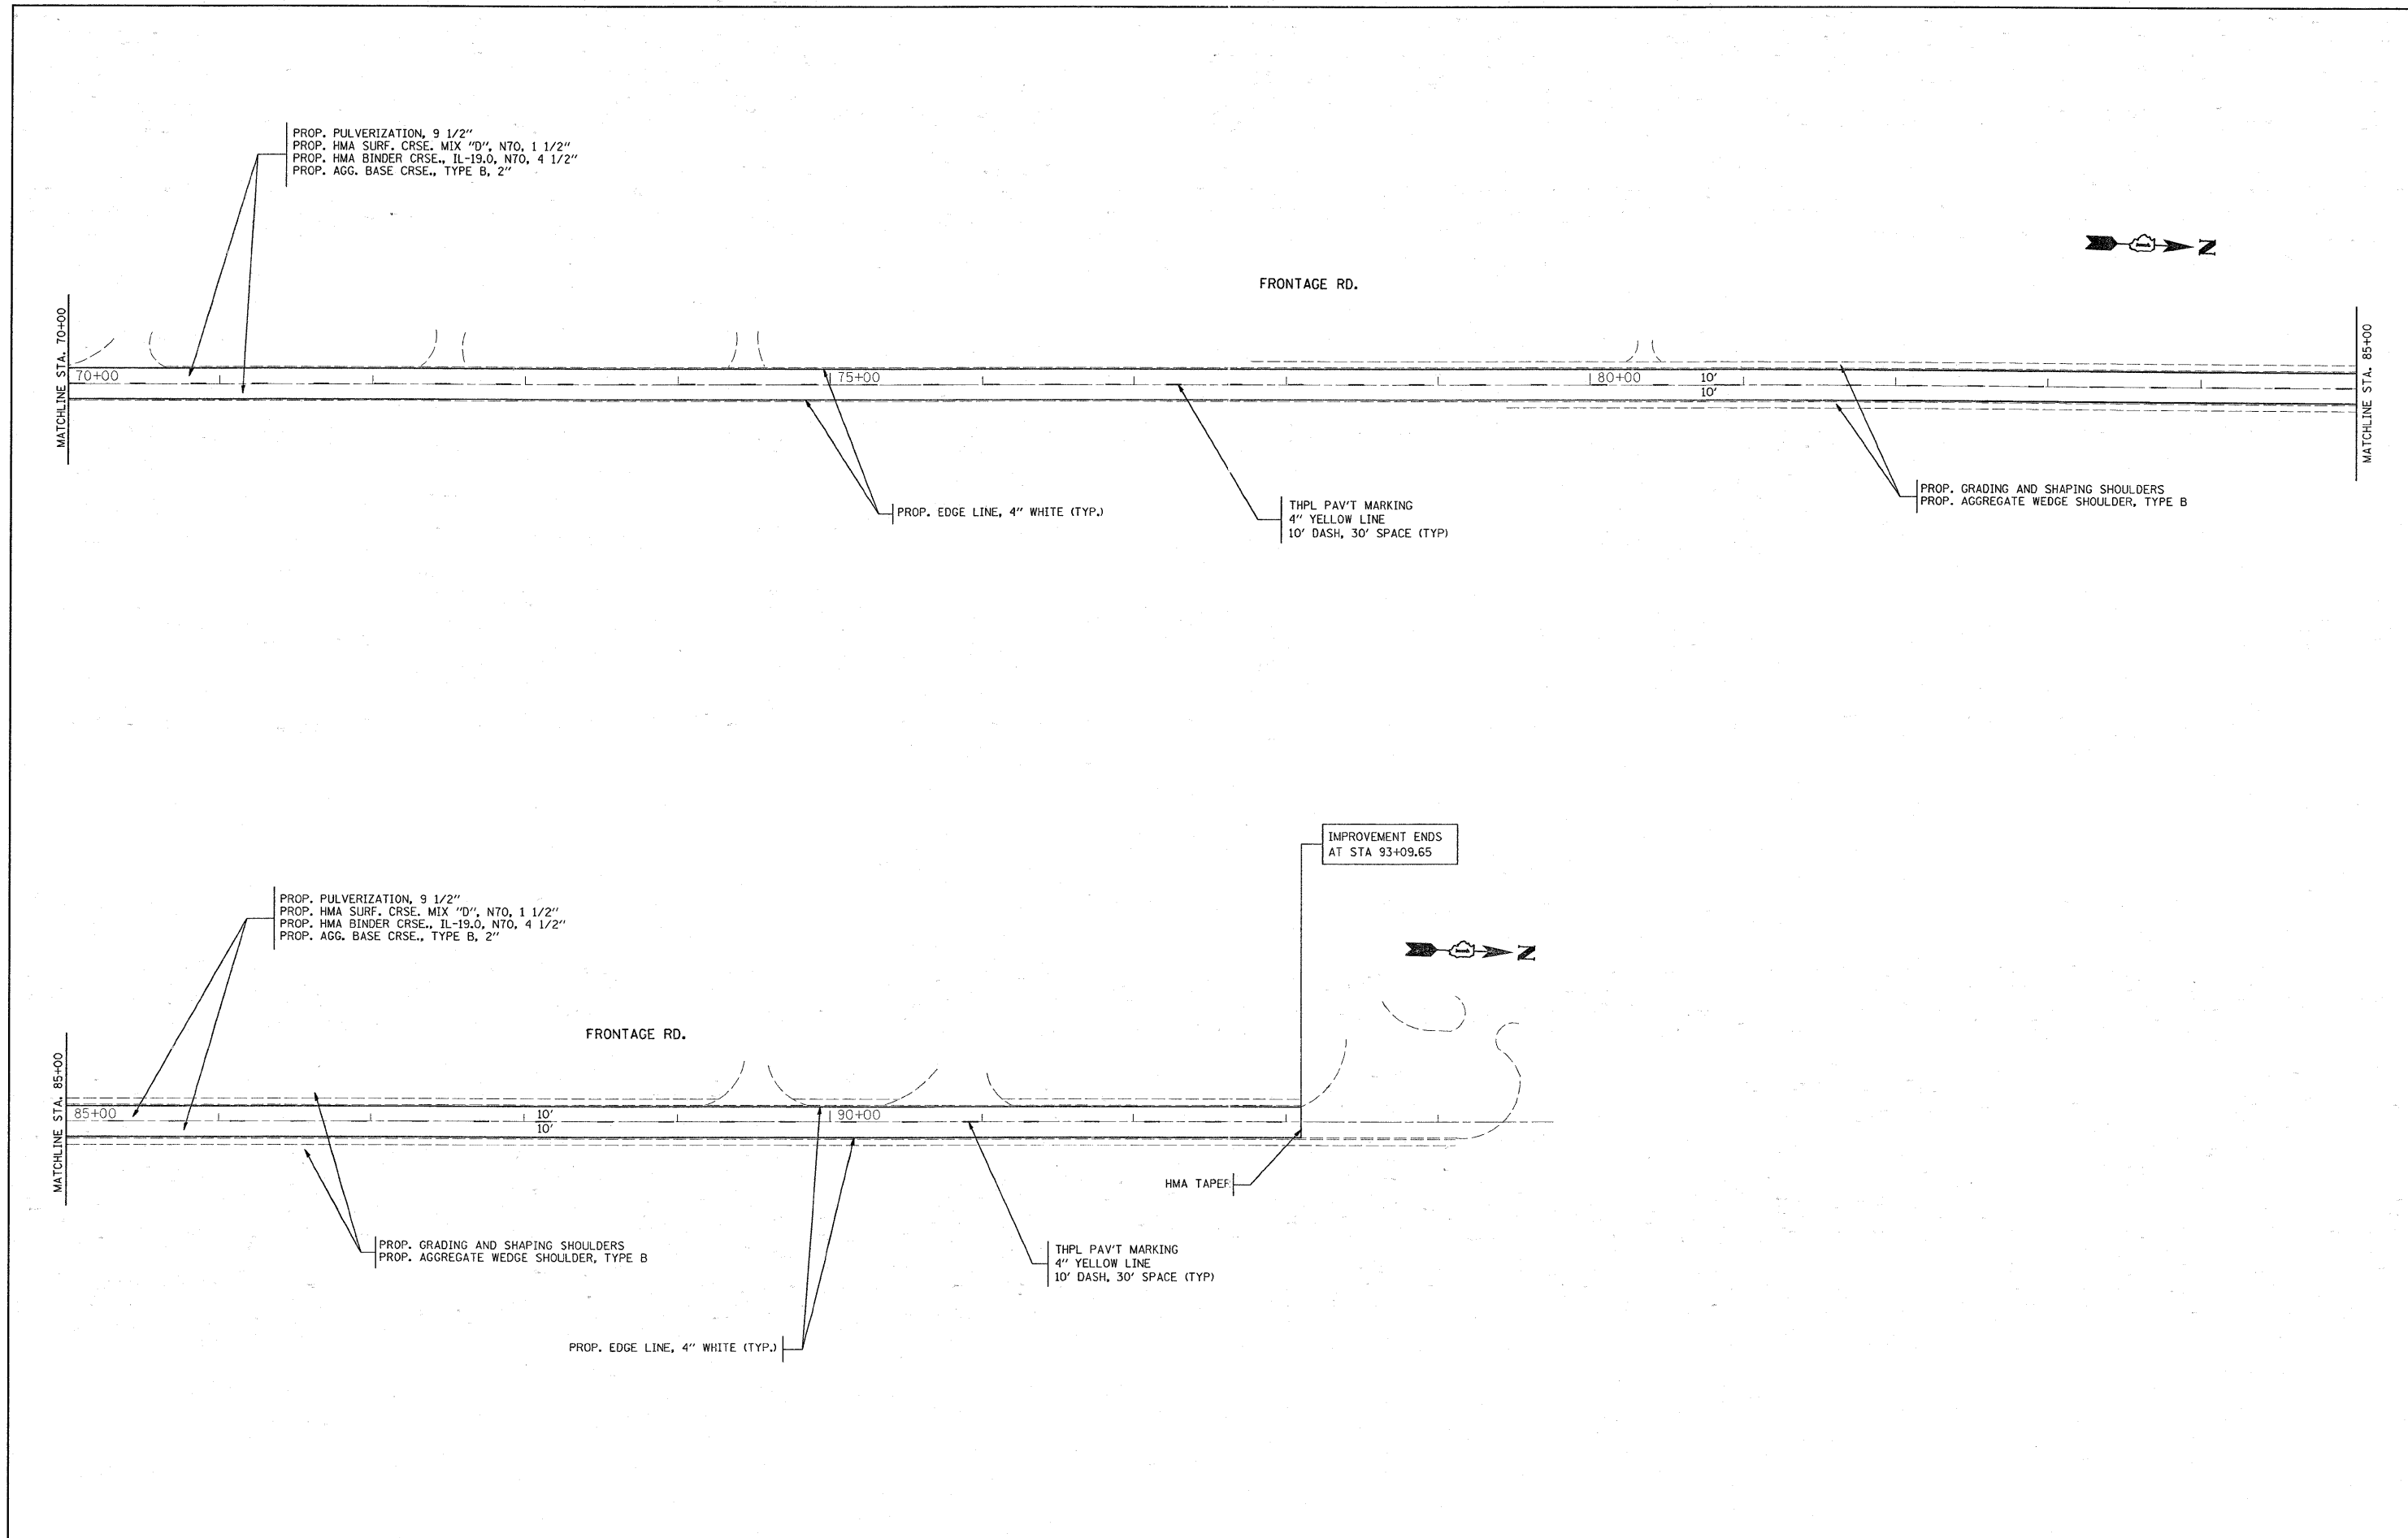 PROP. PULVERIZATION, 9 1/2"
PROP. HMA SURF. CRSE. MIX "D", N70, 1 1/2"
PROP. HMA BINDER CRSE., IL-19.0, N70, 4 1/2"
PROP. AGG. BASE CRSE., TYPE B, 2"
N
FRONTAGE RD.
MATCHLINE STA. 70+00
70+00
75+00
80+00
10'
10'
MATCHLINE STA. 85+00
PROP. EDGE LINE, 4" WHITE (TYP.)
THPL PAV'T MARKING
4" YELLOW LINE
10' DASH, 30' SPACE (TYP)
PROP. GRADING AND SHAPING SHOULDERS
PROP. AGGREGATE WEDGE SHOULDER, TYPE B
IMPROVEMENT ENDS
AT STA 93+09.65
PROP. PULVERIZATION, 9 1/2"
PROP. HMA SURF. CRSE. MIX "D", N70, 1 1/2"
PROP. HMA BINDER CRSE., IL-19.0, N70, 4 1/2"
PROP. AGG. BASE CRSE., TYPE B, 2"
N
FRONTAGE RD.
MATCHLINE STA. 85+00
85+00
10'
10'
90+00
HMA TAPER
PROP. GRADING AND SHAPING SHOULDERS
PROP. AGGREGATE WEDGE SHOULDER, TYPE B
THPL PAV'T MARKING
4" YELLOW LINE
10' DASH, 30' SPACE (TYP)
PROP. EDGE LINE, 4" WHITE (TYP.)